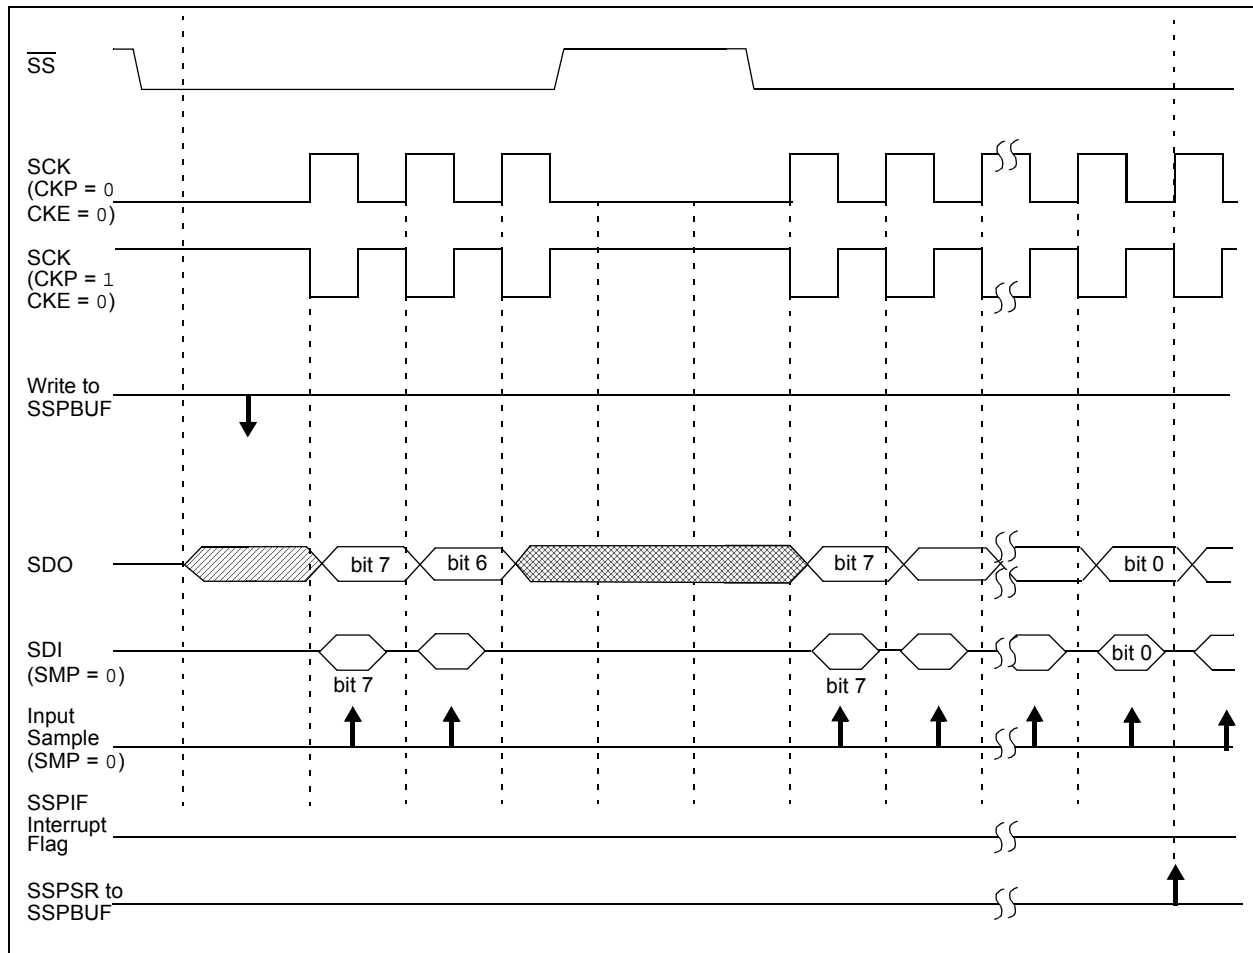 SS
SCK
(CKP = 0
CKE = 0)
SCK
(CKP = 1
CKE = 0)
Write to
SSPBUF
SDO
bit 7
bit 6
bit 7
bit 0
SDI
(SMP = 0)
bit 7
bit 7
bit 0
Input
Sample
(SMP = 0)
SSPIF
Interrupt
Flag
SSPSR to
SSPBUF